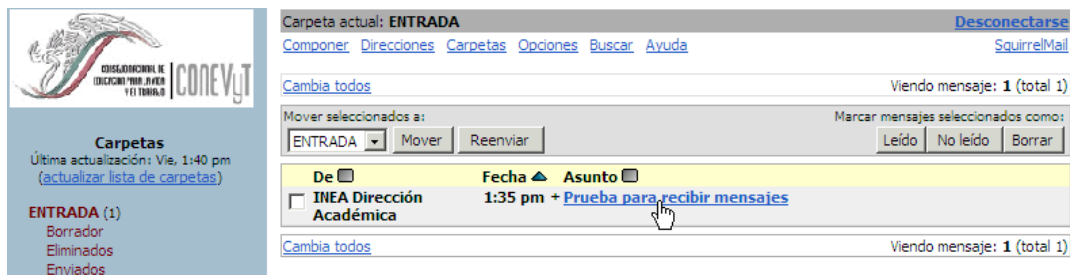 CONSEJO NACIONAL DE
EDUCACION PARA LA VIDA
Y EL TRABAJO
CONEVyT
Carpetas
Última actualización: Vie, 1:40 pm
(actualizar lista de carpetas)
ENTRADA (1)
Borrador
Eliminados
Enviados
Carpeta actual: ENTRADA Desconectarse
Componer Direcciones Carpetas Opciones Buscar Ayuda SquirrelMail
Cambia todos Viendo mensaje: 1 (total 1)
Mover seleccionados a: Marcar mensajes seleccionados como:
ENTRADA Mover Reenviar Leído No leído Borrar
De Fecha Asunto
INEA Dirección 1:35 pm + Prueba para recibir mensajes
Académica
Cambia todos Viendo mensaje: 1 (total 1)